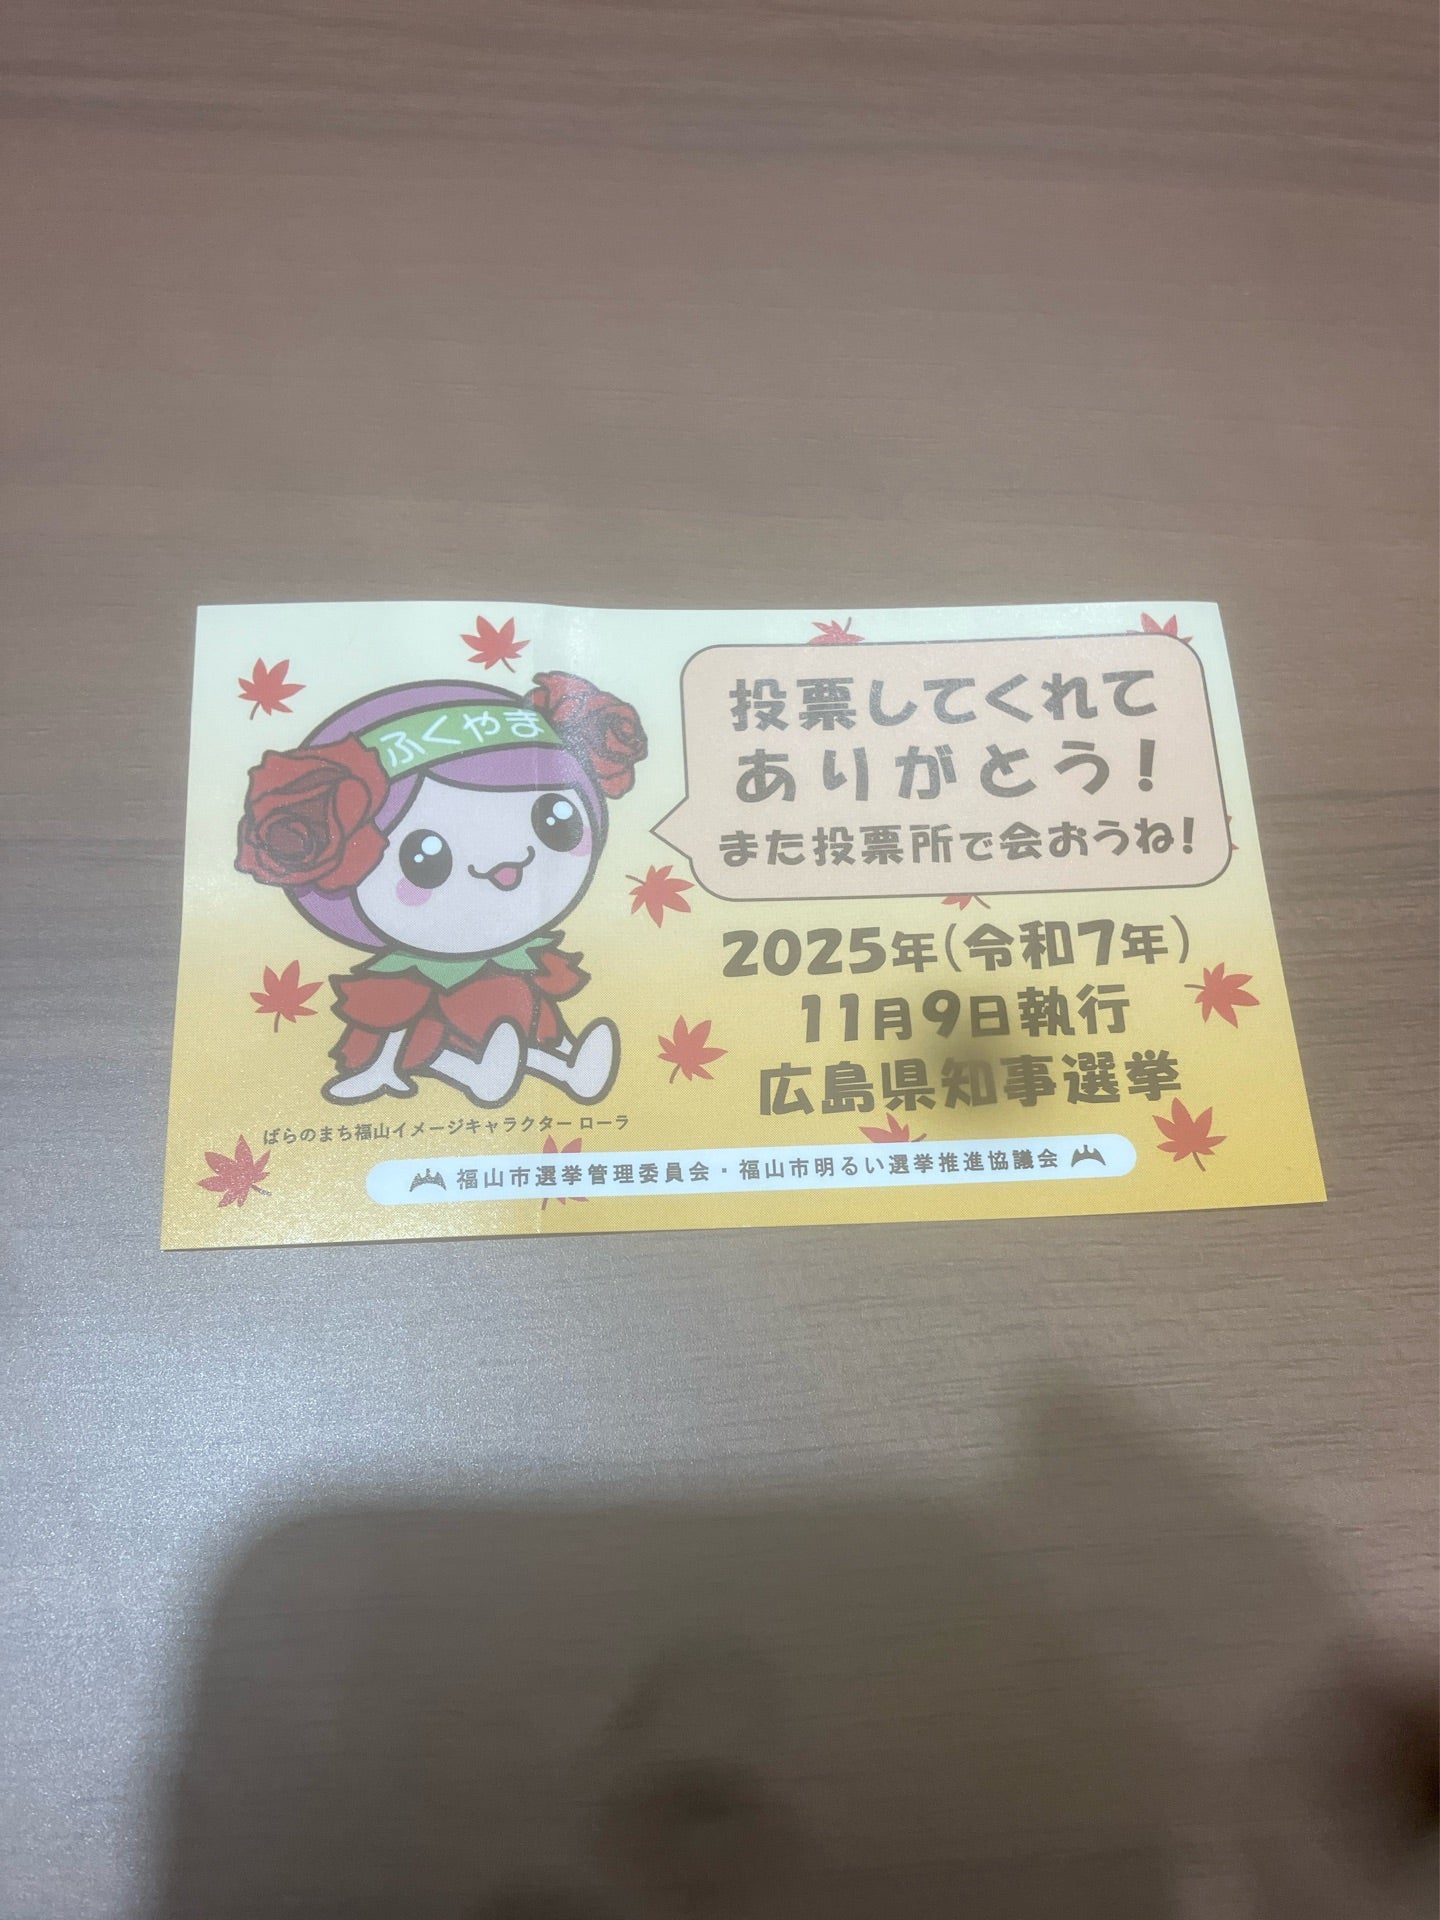 ふくやま
投票してくれて
ありがとう!
また投票所で会おうね!
2025年(令和7年)
11月9日執行
広島県知事選挙
ばらのまち福山イメージキャラクター ローラ
福山市選挙管理委員会・福山市明るい選挙推進協議会